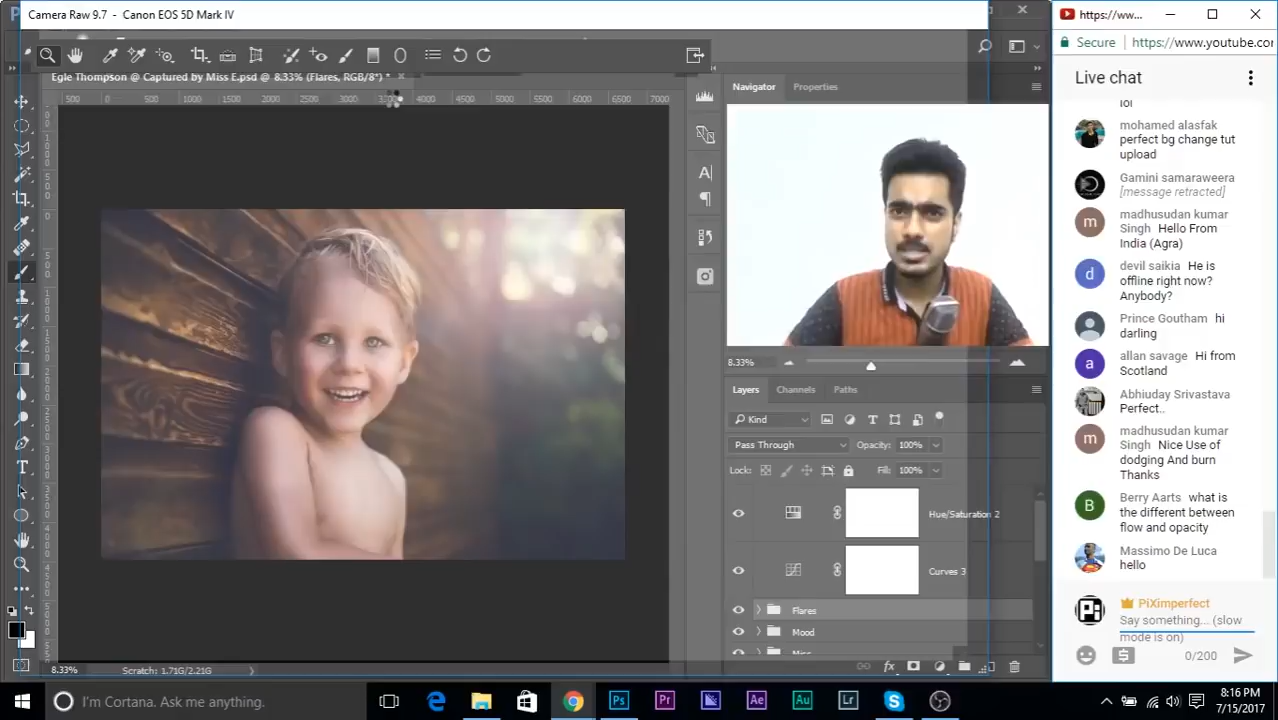 Camera Raw 9.7 - Canon EOS 5D Mark IV
https://www...
Secure https://www.youtube.co
Egle Thompson @ Captured by Miss E.psd @ 8.33% (Flares, RGB/8*) *
500 0 500 1000 1500 2000 2500 3000 3500 4000 4500 5000 5500 6000 6500 7000
Navigator Properties
8.33%
Layers Channels Paths
Kind
Pass Through Opacity: 100%
Lock: Fill: 100%
Hue/Saturation 2
Curves 3
Flares
Mood
8.33% Scratch: 1.71G/2.21G
Live chat
lol
mohamed alasfak
perfect bg change tut
upload
Gamini samaraweera
[message retracted]
madhusudan kumar
Singh Hello From
India (Agra)
devil saikia He is
offline right now?
Anybody?
Prince Goutham hi
darling
allan savage Hi from
Scotland
Abhiuday Srivastava
Perfect..
madhusudan kumar
Singh Nice Use of
dodging And burn
Thanks
Berry Aarts what is
the different between
flow and opacity
Massimo De Luca
hello
PiXimperfect
Say something... (slow
mode is on)
0/200
I'm Cortana. Ask me anything.
Ps Pr Ae Au Lr
8:16 PM
7/15/2017